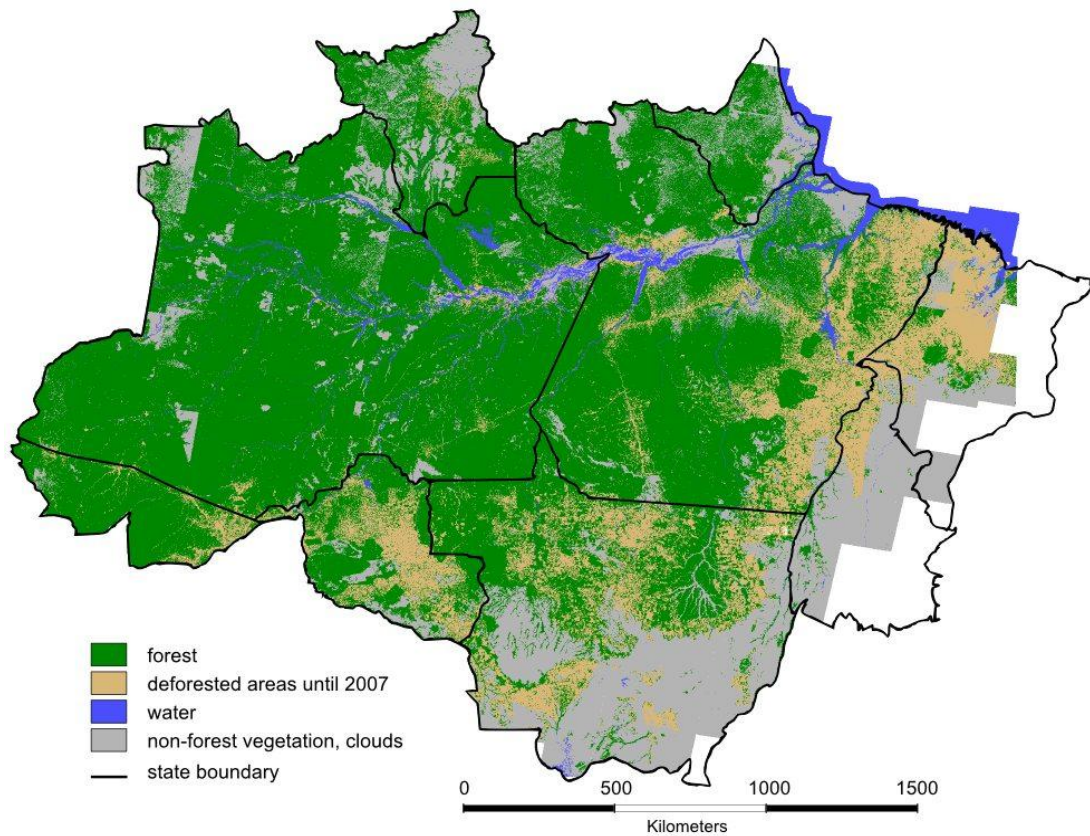 forest
deforested areas until 2007
water
non-forest vegetation, clouds
state boundary
0 500 1000 1500
Kilometers